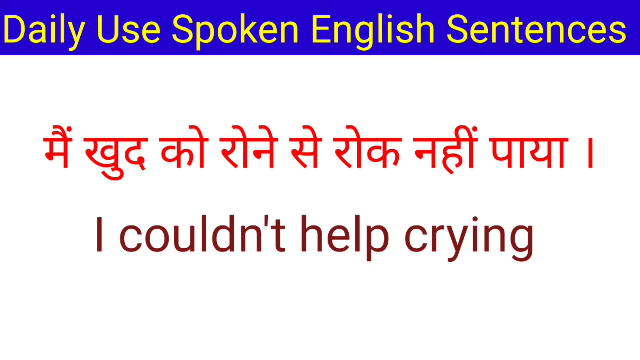 Daily Use Spoken English Sentences
मैं खुद को रोने से रोक नहीं पाया ।
I couldn't help crying